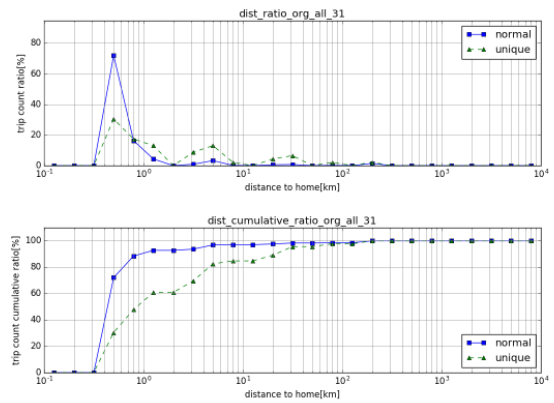 dist_ratio_org_all_31
trip count ratio[%]
80
60
40
20
0
normal
unique
10^-1 10^0 10^1 10^2 10^3 10^4
distance to home[km]
dist_cumulative_ratio_org_all_31
trip count cumulative ratio[%]
100
80
60
40
20
0
normal
unique
10^-1 10^0 10^1 10^2 10^3 10^4
distance to home[km]